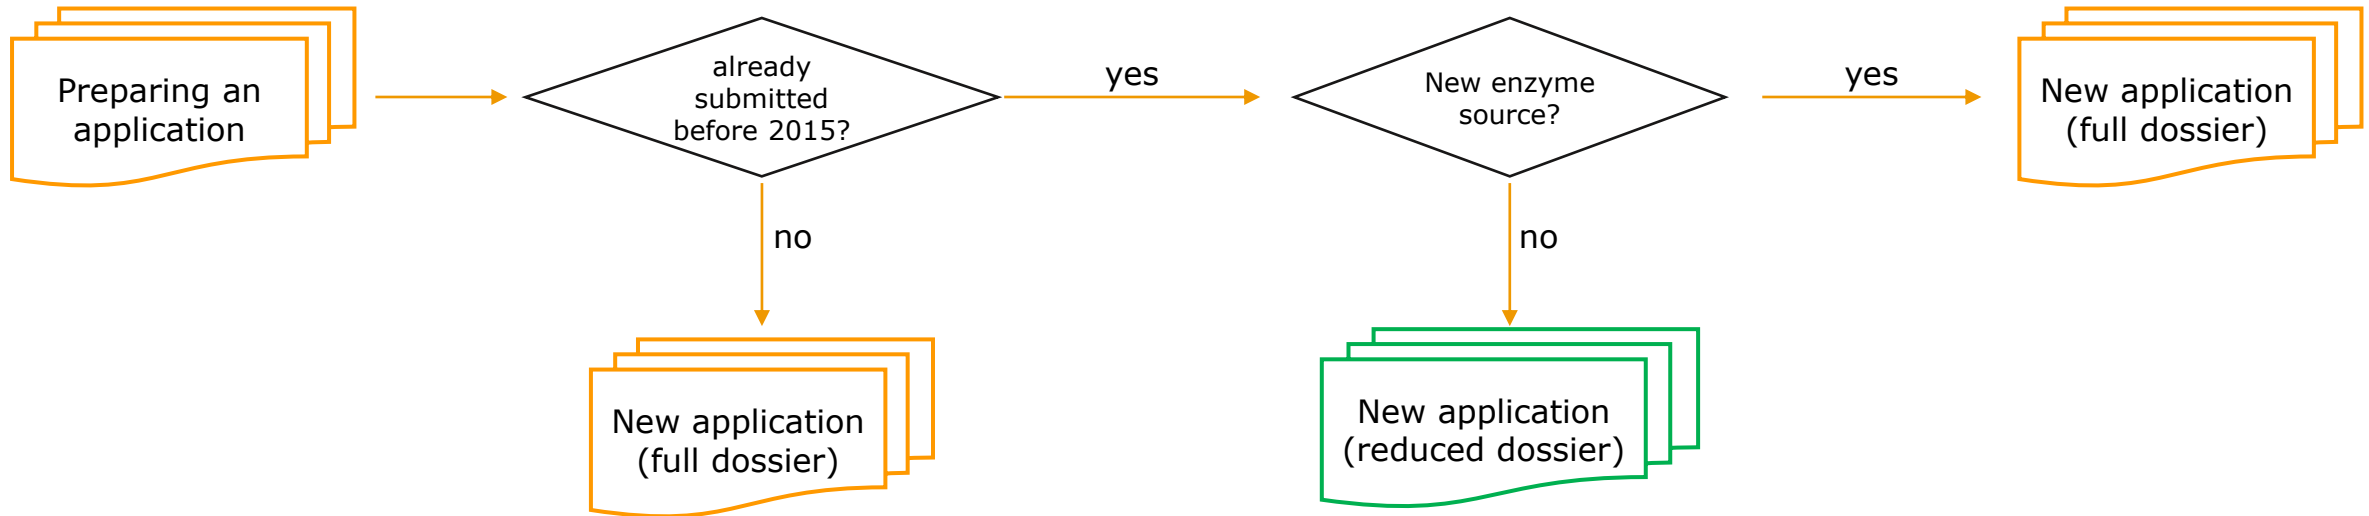 Preparing an
application
already
submitted
before 2015?
yes
New enzyme
source?
yes
New application
(full dossier)
no
no
New application
(full dossier)
New application
(reduced dossier)